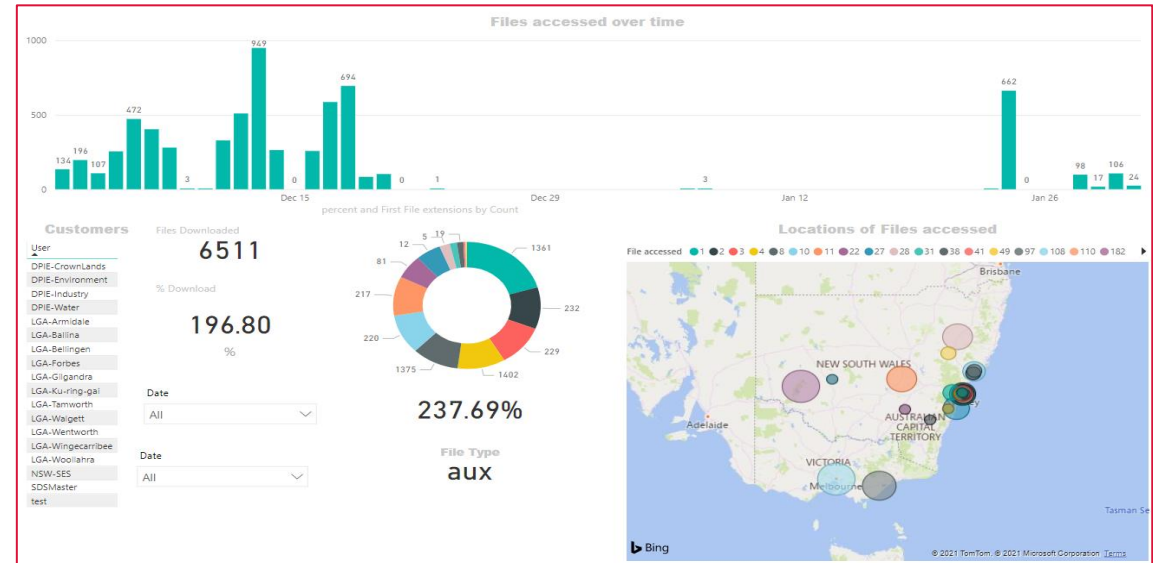 Files accessed over time
1000
949
694
662
500
472
196
134
107
3
0
0
1
3
0
98
17
106
24
0
Dec 15
Dec 29
Jan 12
Jan 26
percent and First File extensions by Count
Customers
User
DPIE-CrownLands
DPIE-Environment
DPIE-Industry
DPIE-Water
LGA-Armidale
LGA-Ballina
LGA-Bellingen
LGA-Forbes
LGA-Gilgandra
LGA-Ku-ring-gai
LGA-Tamworth
LGA-Walgett
LGA-Wentworth
LGA-Wingecarribee
LGA-Woollahra
NSW-SES
SDSMaster
test
Files Downloaded
6511
% Download
196.80
%
Date
All
Date
All
5
19
12
1361
81
217
232
220
229
1375
1402
237.69%
File Type
aux
Locations of Files accessed
File accessed 1 2 3 4 8 10 11 22 27 28 31 38 41 49 97 108 110 182
Brisbane
NEW SOUTH WALES
Adelaide
AUSTRALIAN
CAPITAL
TERRITORY
VICTORIA
Melbourne
Tasman Se
Bing
© 2021 TomTom, © 2021 Microsoft Corporation Terms